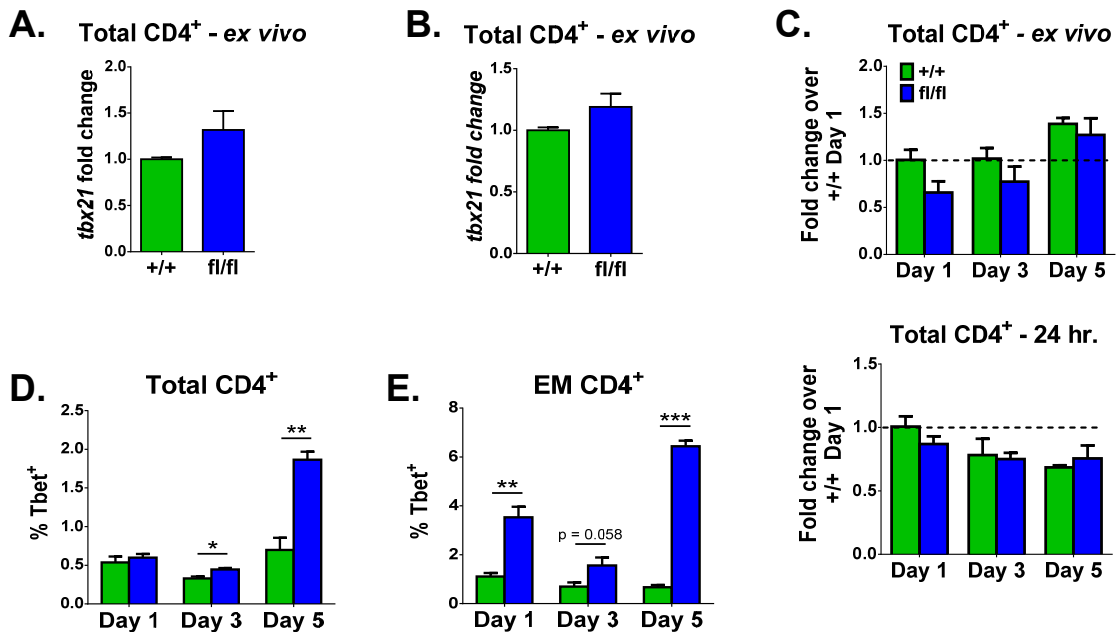 A.
Total CD4+ - ex vivo
tbx21 fold change
2.0
1.5
1.0
0.5
0.0
+/+ fl/fl
B.
Total CD4+ - ex vivo
tbx21 fold change
1.5
1.0
0.5
0.0
+/+ fl/fl
C.
Total CD4+ - ex vivo
Fold change over
+/+ Day 1
2.0
1.5
1.0
0.5
0.0
+/+
fl/fl
Day 1 Day 3 Day 5
Total CD4+ - 24 hr.
Fold change over
+/+ Day 1
1.5
1.0
0.5
0.0
Day 1 Day 3 Day 5
D.
Total CD4+
% Tbet+
2.5
2.0
1.5
1.0
0.5
0.0
*
**
Day 1 Day 3 Day 5
E.
EM CD4+
% Tbet+
8
6
4
2
0
**
p = 0.058
***
Day 1 Day 3 Day 5